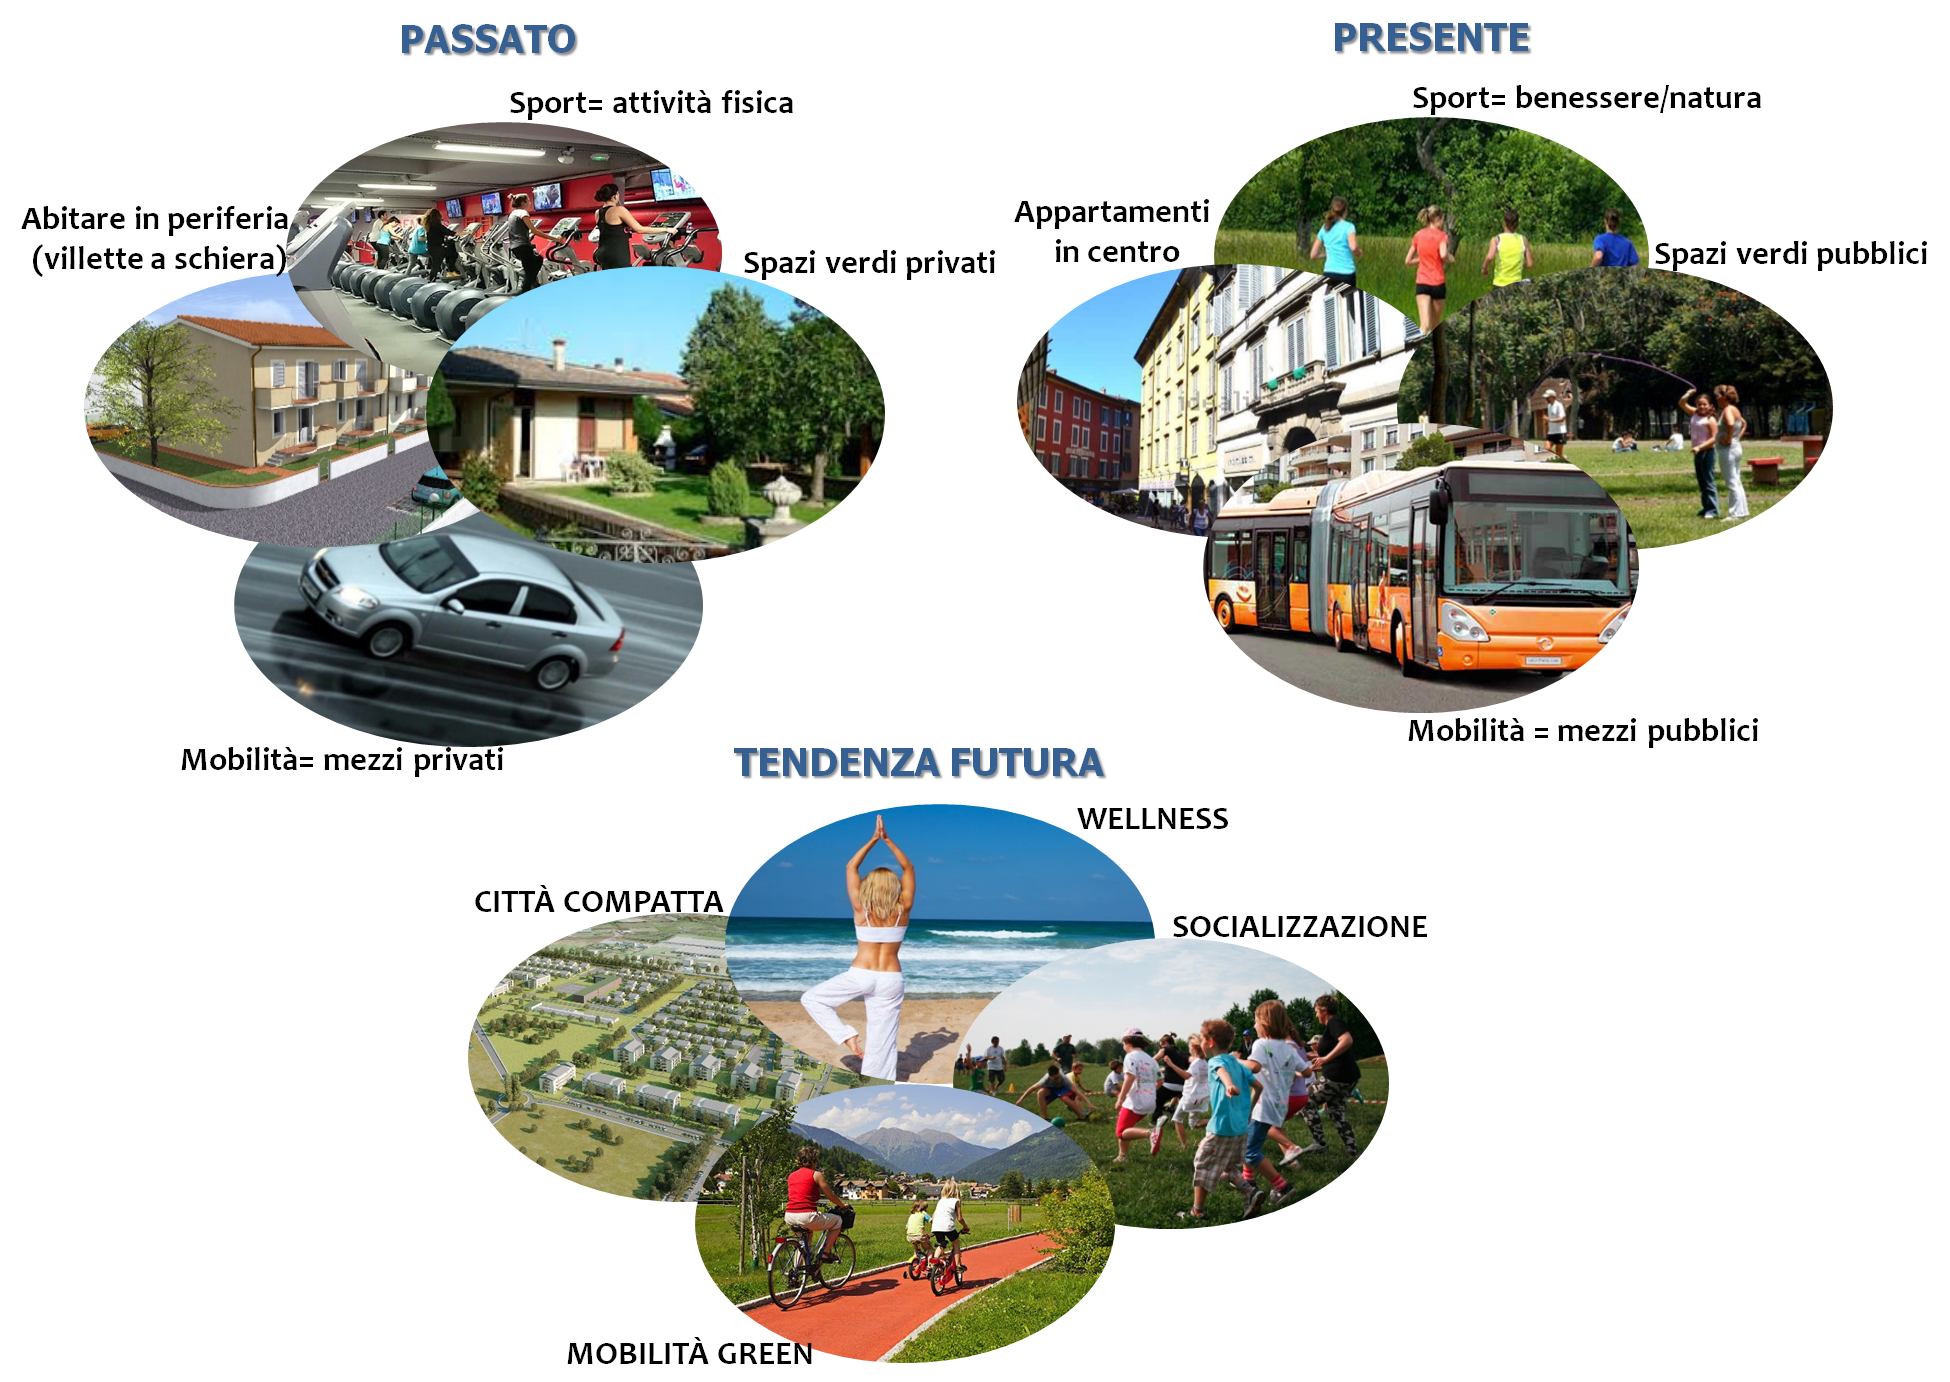 PASSATO
Sport= attività fisica
Abitare in periferia
(villette a schiera)
Spazi verdi privati
Mobilità= mezzi privati
PRESENTE
Sport= benessere/natura
Appartamenti
in centro
Spazi verdi pubblici
Mobilità = mezzi pubblici
TENDENZA FUTURA
WELLNESS
CITTÀ COMPATTA
SOCIALIZZAZIONE
MOBILITÀ GREEN